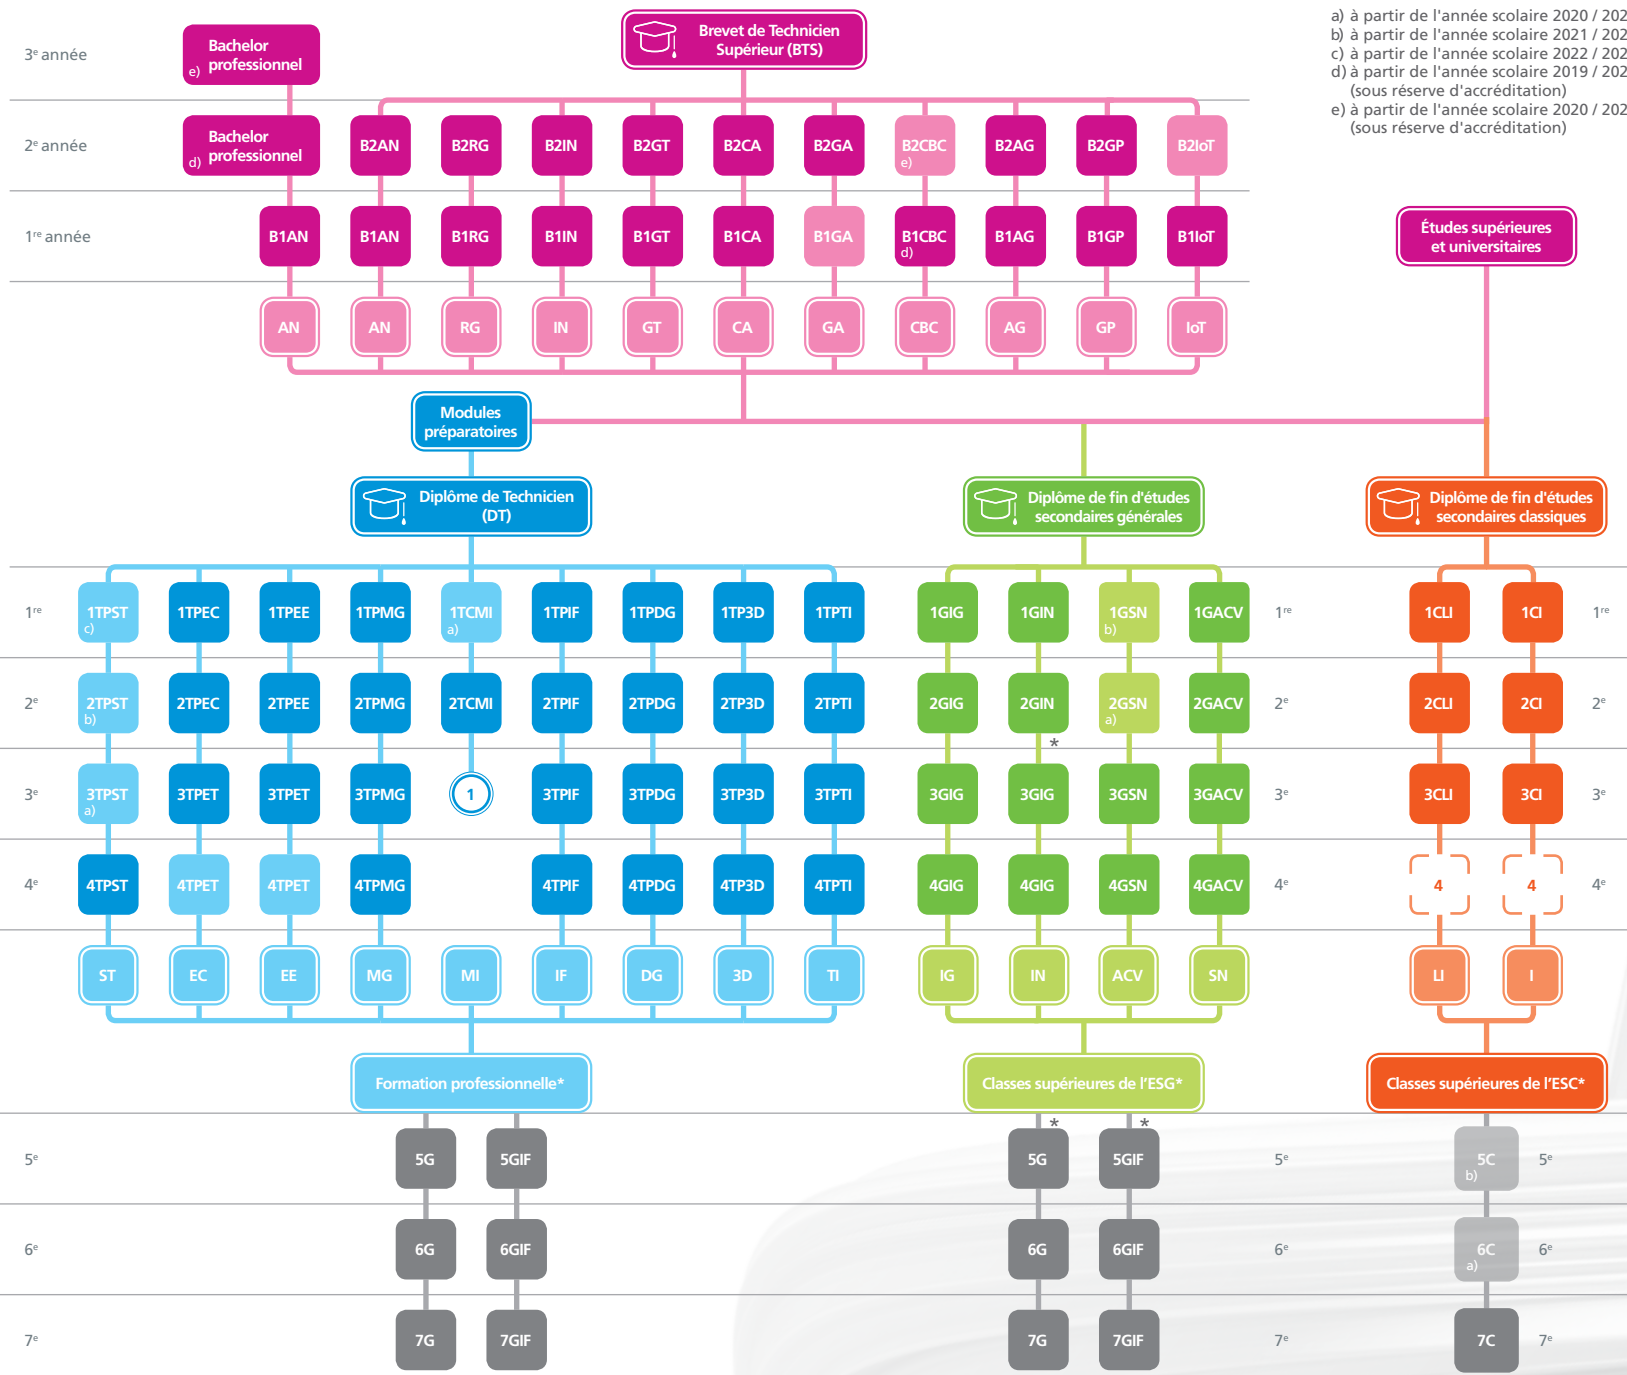 a) à partir de l'année scolaire 2020 / 202
b) à partir de l'année scolaire 2021 / 202
c) à partir de l'année scolaire 2022 / 202
d) à partir de l'année scolaire 2019 / 202
(sous réserve d'accréditation)
e) à partir de l'année scolaire 2020 / 202
(sous réserve d'accréditation)
3e année
Bachelor
e) professionnel
Brevet de Technicien
Supérieur (BTS)
2e année
Bachelor
d) professionnel
B2AN B2RG B2IN B2GT B2CA B2GA B2CBC B2AG B2GP B2IoT
e)
1re année
B1AN B1AN B1RG B1IN B1GT B1CA B1GA B1CBC B1AG B1GP B1IoT
d)
Études supérieures
et universitaires
AN AN RG IN GT CA GA CBC AG GP IoT
Modules
préparatoires
Diplôme de Technicien
(DT)
Diplôme de fin d'études
secondaires générales
Diplôme de fin d'études
secondaires classiques
1re 1TPST 1TPEC 1TPEE 1TPMG 1TCMI 1TPIF 1TPDG 1TP3D 1TPTI 1GIG 1GIN 1GSN 1GACV 1re 1CLI 1CI 1re
c) a) b)
2e 2TPST 2TPEC 2TPEE 2TPMG 2TCMI 2TPIF 2TPDG 2TP3D 2TPTI 2GIG 2GIN 2GSN 2GACV 2e 2CLI 2CI 2e
b) a)
*
3e 3TPST 3TPET 3TPET 3TPMG 1 3TPIF 3TPDG 3TP3D 3TPTI 3GIG 3GIG 3GSN 3GACV 3e 3CLI 3CI 3e
a)
4e 4TPST 4TPET 4TPET 4TPMG 4TPIF 4TPDG 4TP3D 4TPTI 4GIG 4GIG 4GSN 4GACV 4e 4 4 4e
ST EC EE MG MI IF DG 3D TI IG IN ACV SN LI I
Formation professionnelle* Classes supérieures de l'ESG* Classes supérieures de l'ESC*
* *
5e 5G 5GIF 5G 5GIF 5e 5C 5e
b)
6e 6G 6GIF 6G 6GIF 6e 6C 6e
a)
7e 7G 7GIF 7G 7GIF 7e 7C 7e